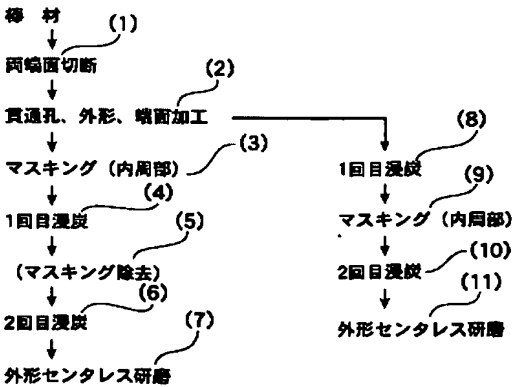 棒 材
(1)
両端面切断
(2)
貫通孔、外形、端面加工
(3)
マスキング（内周部）
(4)
1回目浸炭
(5)
（マスキング除去）
(6)
2回目浸炭
(7)
外形センタレス研磨
(8)
1回目浸炭
(9)
マスキング（内周部）
(10)
2回目浸炭
(11)
外形センタレス研磨